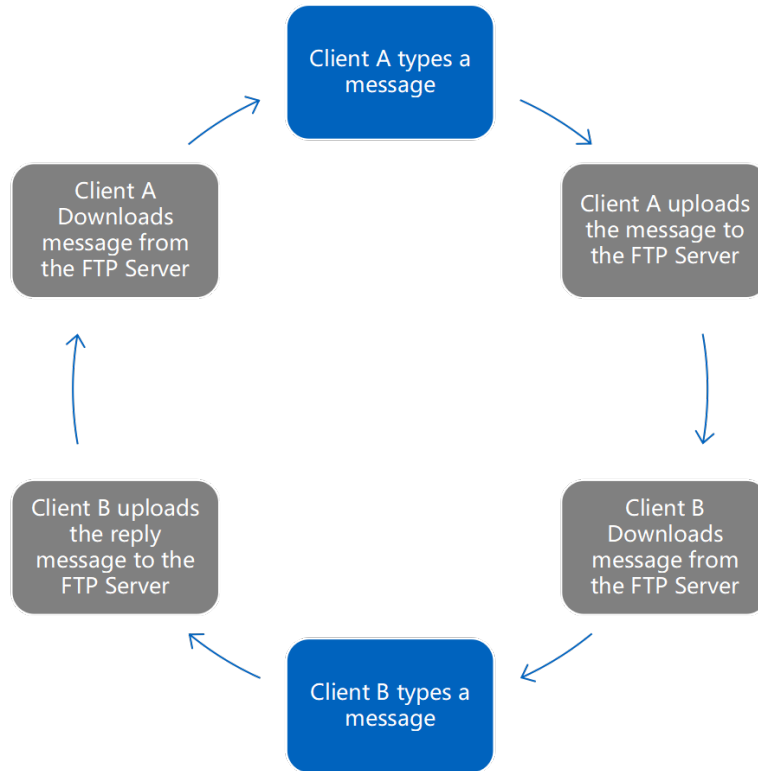 Client A types a
message
Client A uploads
the message to
the FTP Server
Client B
Downloads
message from
the FTP Server
Client B types a
message
Client B uploads
the reply
message to the
FTP Server
Client A
Downloads
message from
the FTP Server